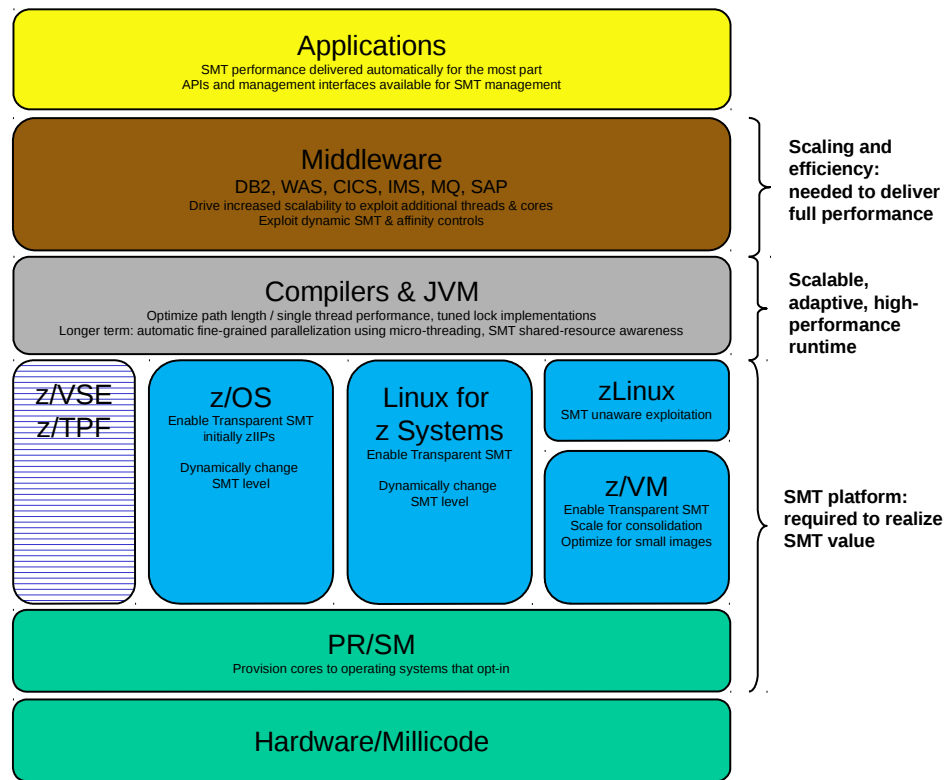 Applications
SMT performance delivered automatically for the most part
APIs and management interfaces available for SMT management
Middleware
DB2, WAS, CICS, IMS, MQ, SAP
Drive increased scalability to exploit additional threads & cores
Exploit dynamic SMT & affinity controls
Scaling and
efficiency:
needed to deliver
full performance
Compilers & JVM
Optimize path length / single thread performance, tuned lock implementations
Longer term: automatic fine-grained parallelization using micro-threading, SMT shared-resource awareness
Scalable,
adaptive, high-
performance
runtime
z/VSE
z/TPF
z/OS
Enable Transparent SMT
initially zIIPs
Dynamically change
SMT level
Linux for
z Systems
Enable Transparent SMT
Dynamically change
SMT level
zLinux
SMT unaware exploitation
z/VM
Enable Transparent SMT
Scale for consolidation
Optimize for small images
SMT platform:
required to realize
SMT value
PR/SM
Provision cores to operating systems that opt-in
Hardware/Millicode